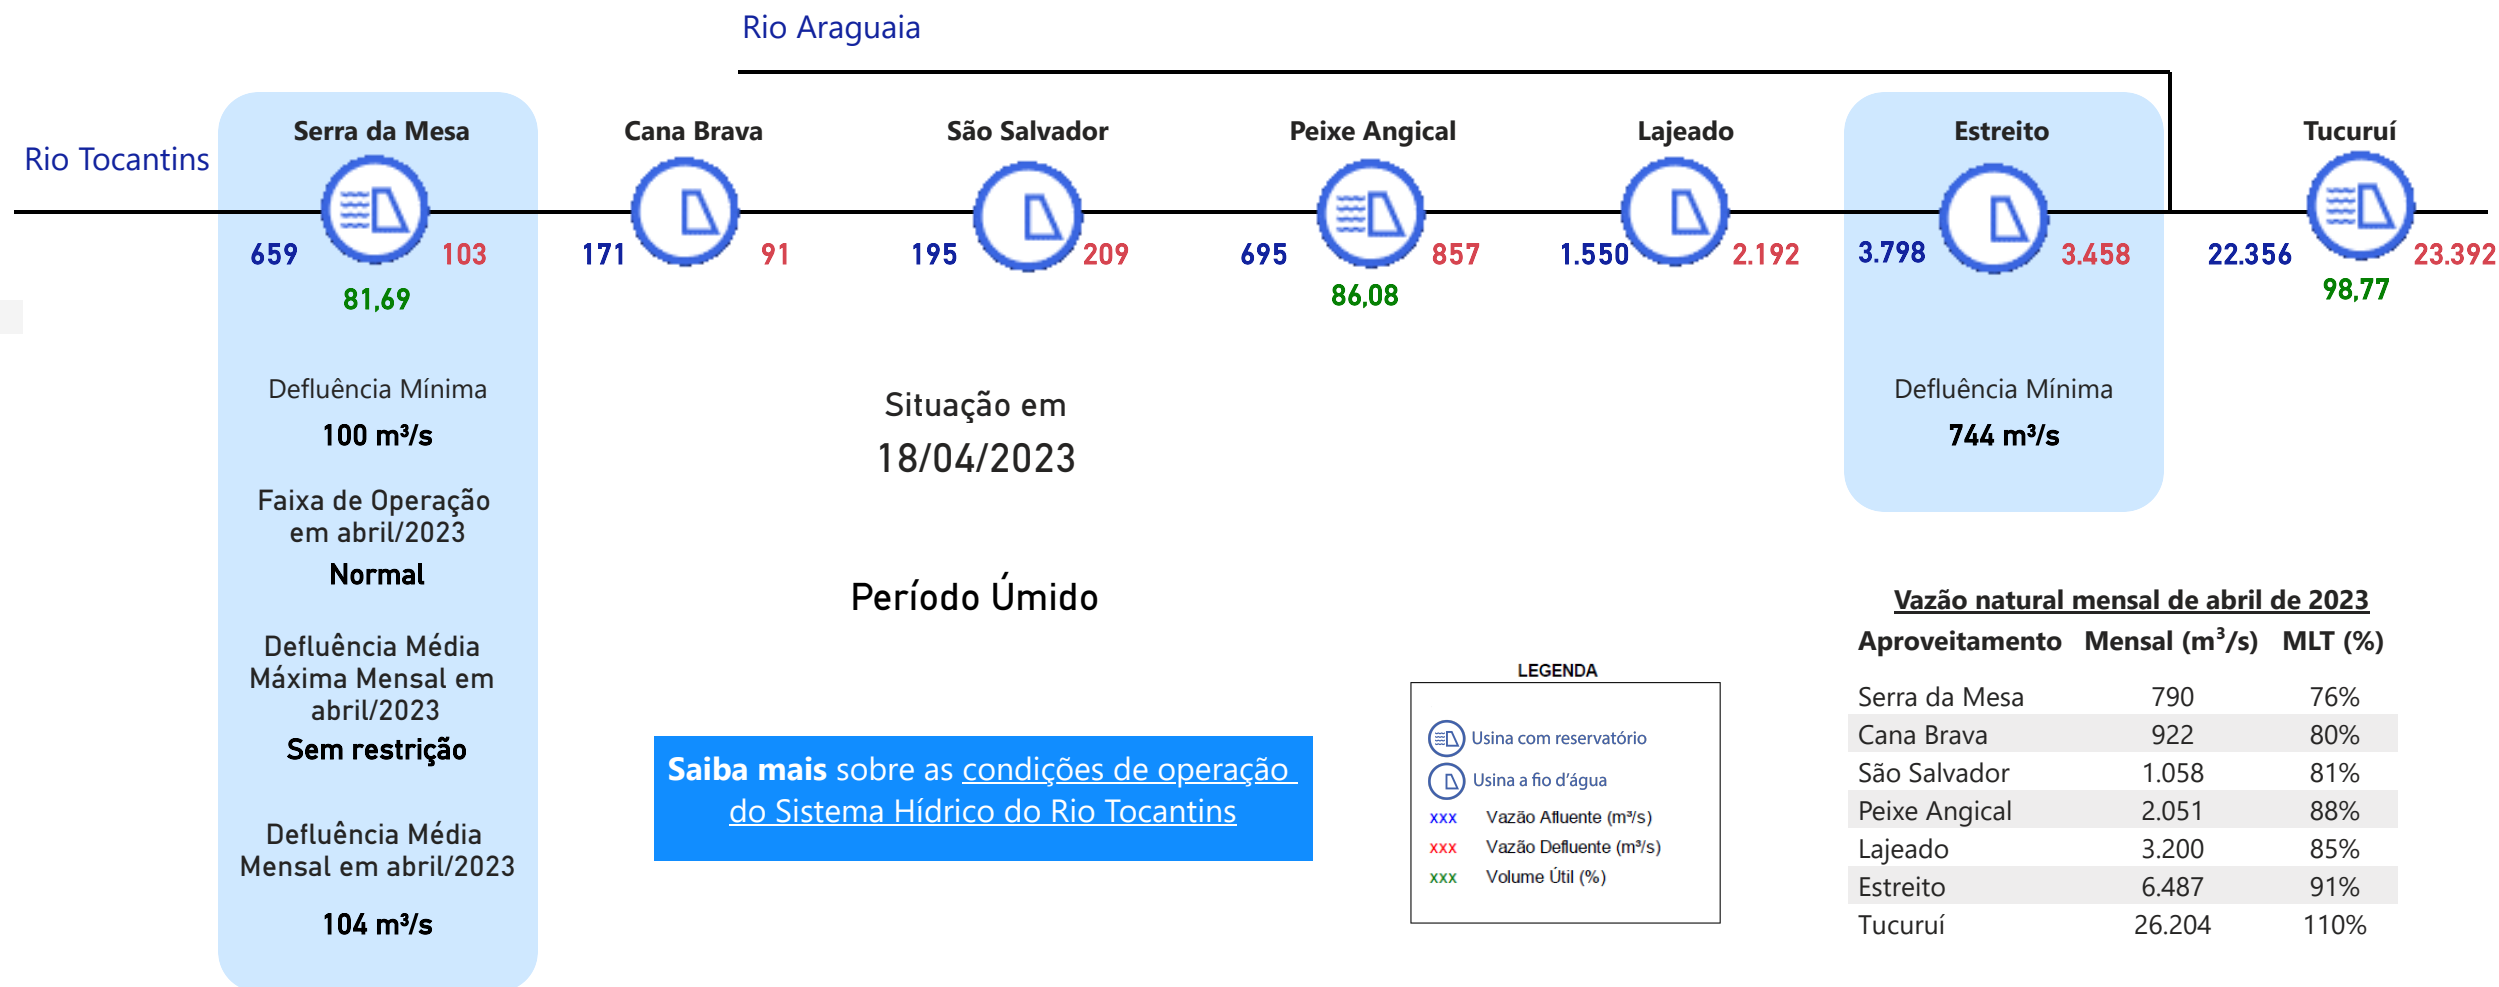 Rio Araguaia
Rio Tocantins
Serra da Mesa
Cana Brava
São Salvador
Peixe Angical
Lajeado
Estreito
Tucuruí
659
103
171
91
195
209
695
857
1.550
2.192
3.798
3.458
22.356
23.392
81,69
86,08
98,77
Defluência Mínima
100 m³/s
Faixa de Operação
em abril/2023
Normal
Defluência Média
Máxima Mensal em
abril/2023
Sem restrição
Defluência Média
Mensal em abril/2023
104 m³/s
Situação em
18/04/2023
Período Úmido
Saiba mais sobre as condições de operação
do Sistema Hídrico do Rio Tocantins
Defluência Mínima
744 m³/s
LEGENDA
Usina com reservatório
Usina a fio d'água
xxx Vazão Afluente (m³/s)
xxx Vazão Defluente (m³/s)
xxx Volume Útil (%)
Vazão natural mensal de abril de 2023
Aproveitamento Mensal (m³/s) MLT (%)
Serra da Mesa 790 76%
Cana Brava 922 80%
São Salvador 1.058 81%
Peixe Angical 2.051 88%
Lajeado 3.200 85%
Estreito 6.487 91%
Tucuruí 26.204 110%